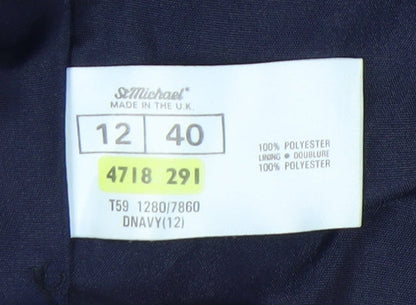 St Michael®
MADE IN THE U.K.
12 40
4718 291
T59 1280/7860
DNAVY(12)
100% POLYESTER
LINING ● DOUBLURE
100% POLYESTER